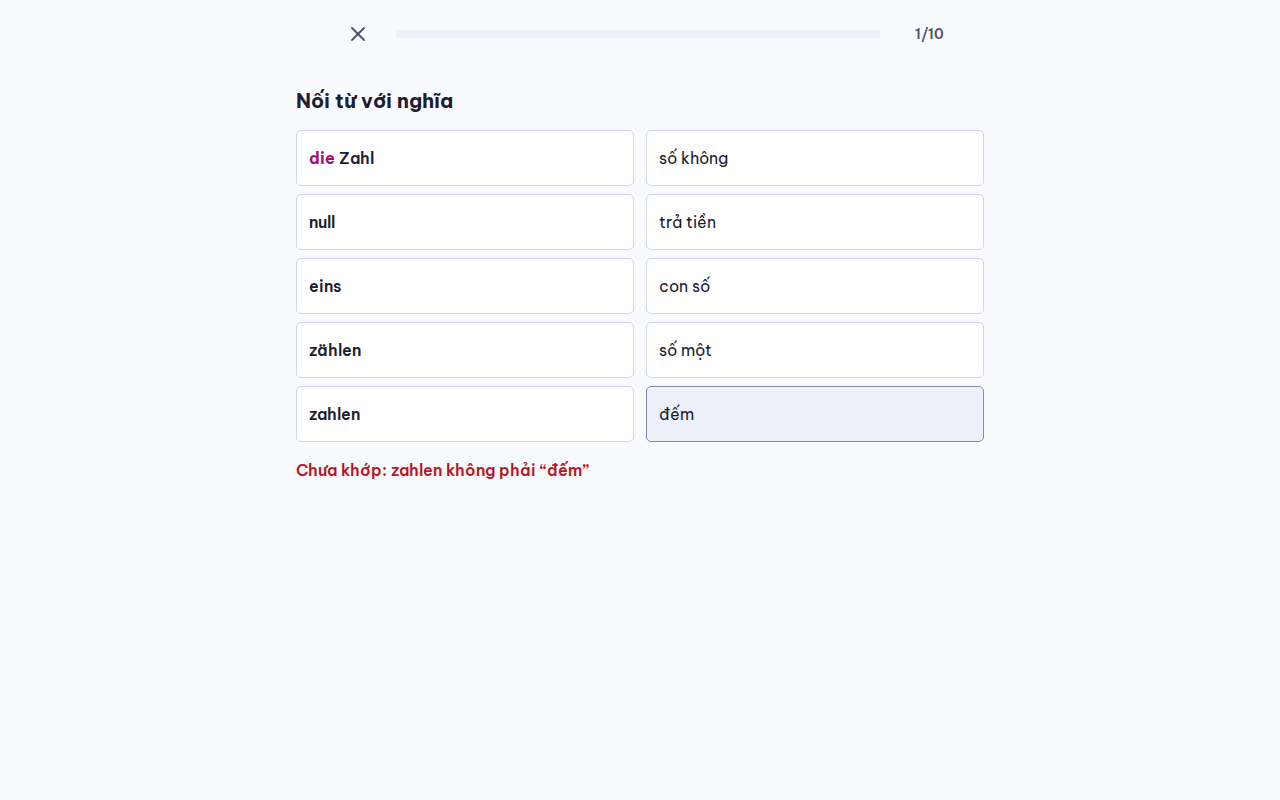 1/10
Nối từ với nghĩa
die Zahl
số không
null
trả tiền
eins
con số
zählen
số một
zahlen
đếm
Chưa khớp: zahlen không phải “đếm”